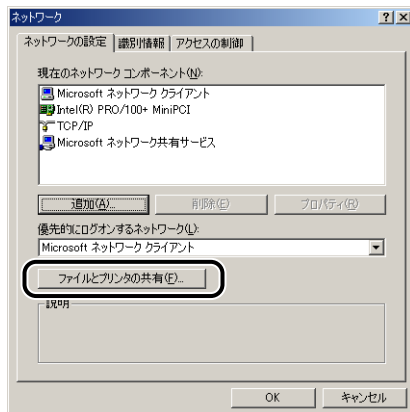 ネットワーク
ネットワークの設定 識別情報 アクセスの制御
現在のネットワーク コンポーネント(N):
Microsoft ネットワーク クライアント
Intel(R) PRO/100+ MiniPCI
TCP/IP
Microsoft ネットワーク共有サービス
追加(A)... 削除(E) プロパティ(R)
優先的にログオンするネットワーク(L):
Microsoft ネットワーク クライアント
ファイルとプリンタの共有(F)...
説明
OK キャンセル